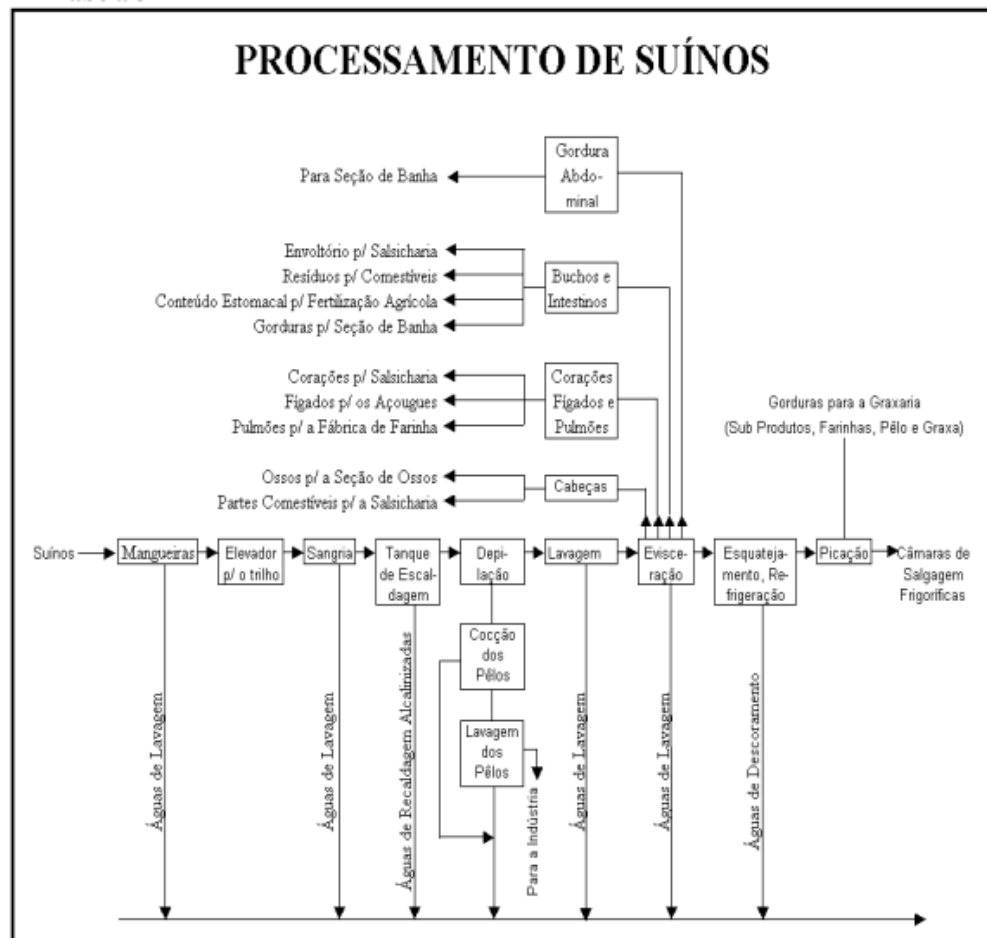 PROCESSAMENTO DE SUÍNOS
Gordura
Abdo-
minal
Para Seção de Banha
Envoltório p/ Salsicharia
Resíduos p/ Comestíveis
Conteúdo Estomacal p/ Fertilização Agrícola
Gorduras p/ Seção de Banha
Buchos e
Intestinos
Corações p/ Salsicharia
Fígados p/ os Açougues
Pulmões p/ a Fábrica de Farinha
Corações
Fígados e
Pulmões
Gorduras para a Graxaria
(Sub Produtos, Farinhas, Pêlo e Graxa)
Ossos p/ a Seção de Ossos
Partes Comestíveis p/ a Salsicharia
Cabeças
Suínos
Mangueiras
Elevador
p/ o trilho
Sangria
Tanque
de Escal-
dagem
Depi-
lação
Lavagem
Evisce-
ração
Esquatejа-
mento, Re-
frigeração
Picação
Câmaras de
Salgagem
Frigoríficas
Cocção
dos
Pêlos
Lavagem
dos
Pêlos
Águas de Lavagem
Águas de Lavagem
Águas de Recaldagem Alcalinizadas
Para a Indústria
Águas de Lavagem
Águas de Lavagem
Águas de Descoramento